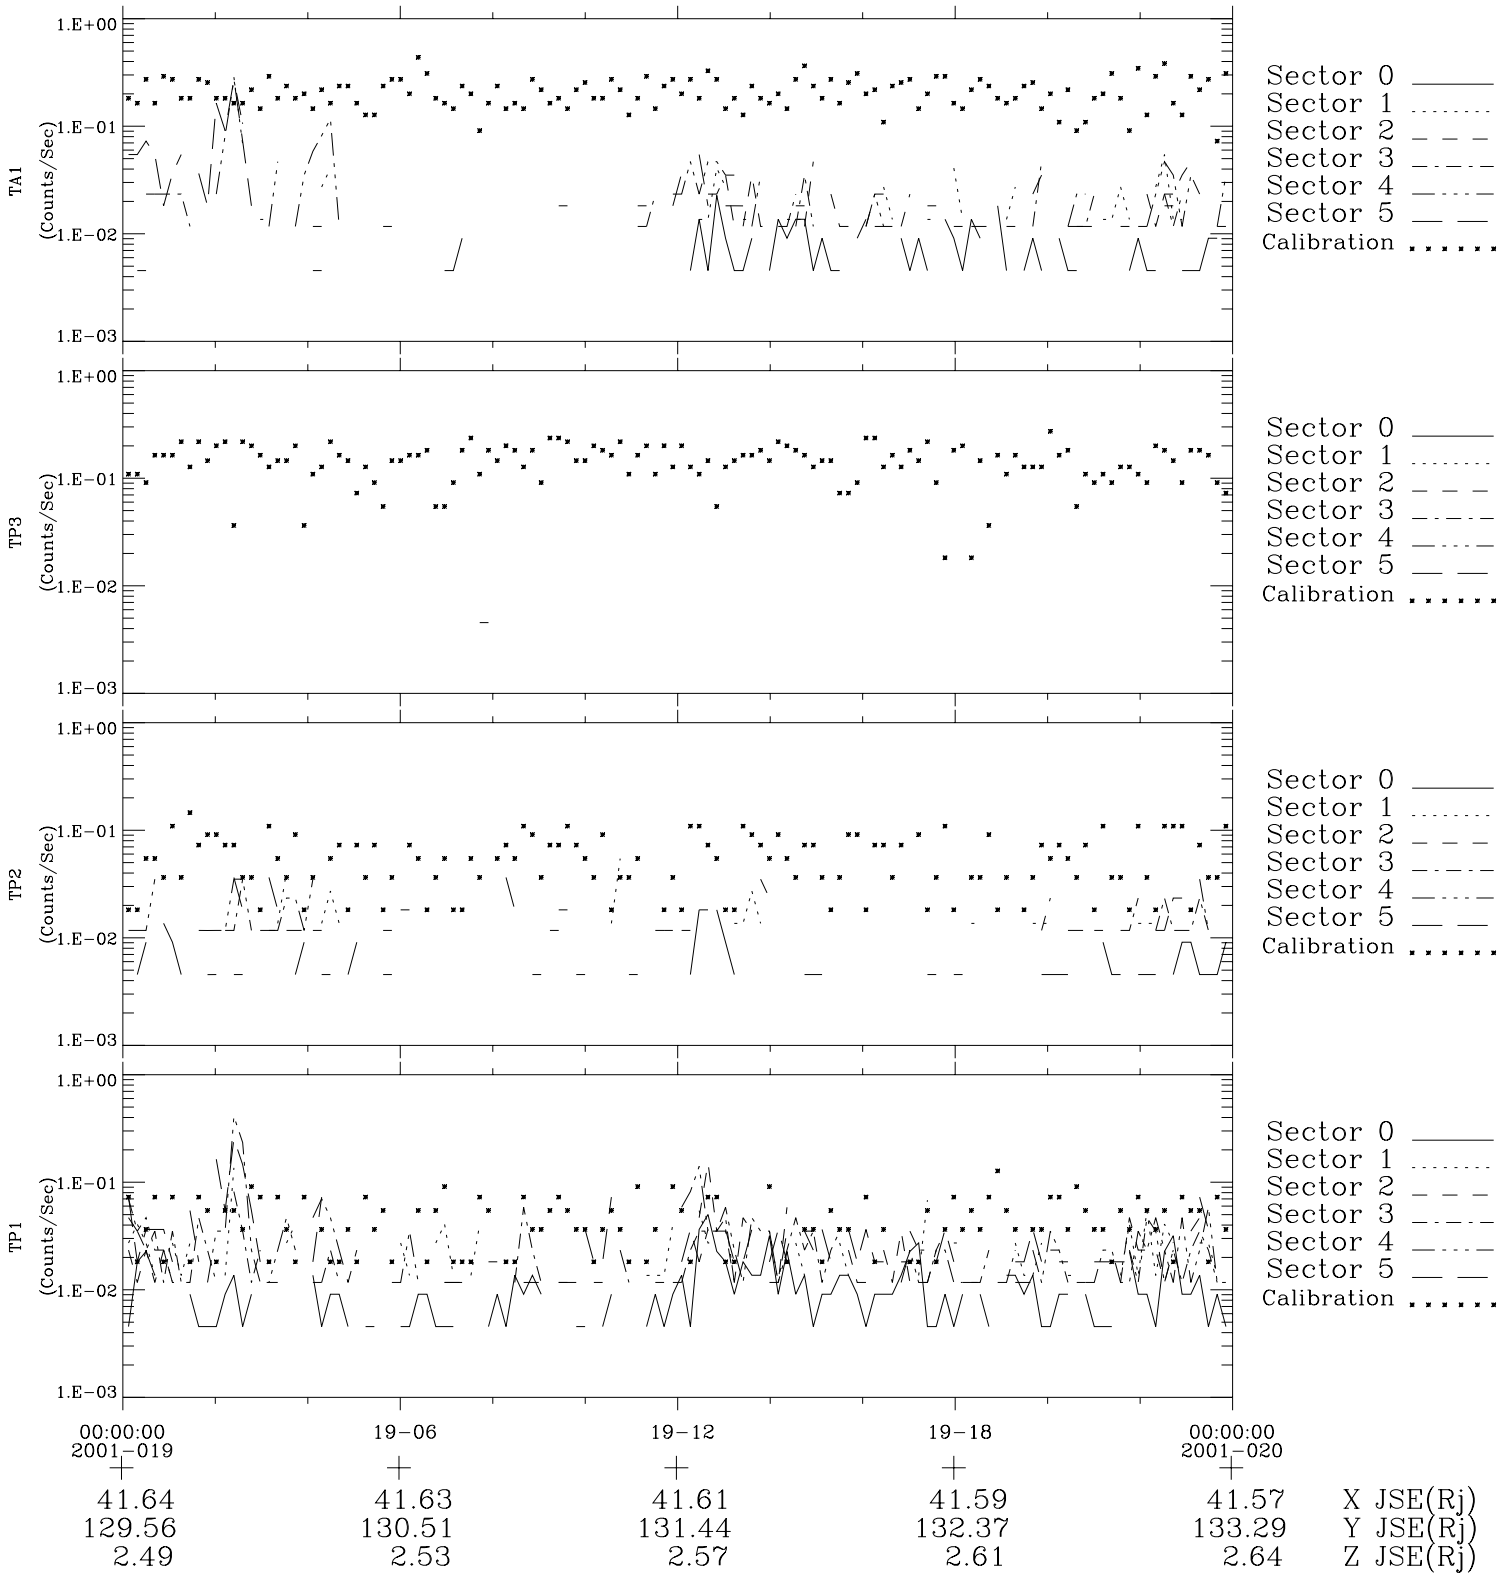 1.E+00
1.E-01
1.E-02
1.E-03
TA1
(Counts/Sec)
Sector 0
Sector 1
Sector 2
Sector 3
Sector 4
Sector 5
Calibration
1.E+00
1.E-01
1.E-02
1.E-03
TP3
(Counts/Sec)
Sector 0
Sector 1
Sector 2
Sector 3
Sector 4
Sector 5
Calibration
1.E+00
1.E-01
1.E-02
1.E-03
TP2
(Counts/Sec)
Sector 0
Sector 1
Sector 2
Sector 3
Sector 4
Sector 5
Calibration
1.E+00
1.E-01
1.E-02
1.E-03
TP1
(Counts/Sec)
Sector 0
Sector 1
Sector 2
Sector 3
Sector 4
Sector 5
Calibration
00:00:00 19-06 19-12 19-18 00:00:00
2001-019 2001-020
41.64 41.63 41.61 41.59 41.57 X JSE(Rj)
129.56 130.51 131.44 132.37 133.29 Y JSE(Rj)
2.49 2.53 2.57 2.61 2.64 Z JSE(Rj)